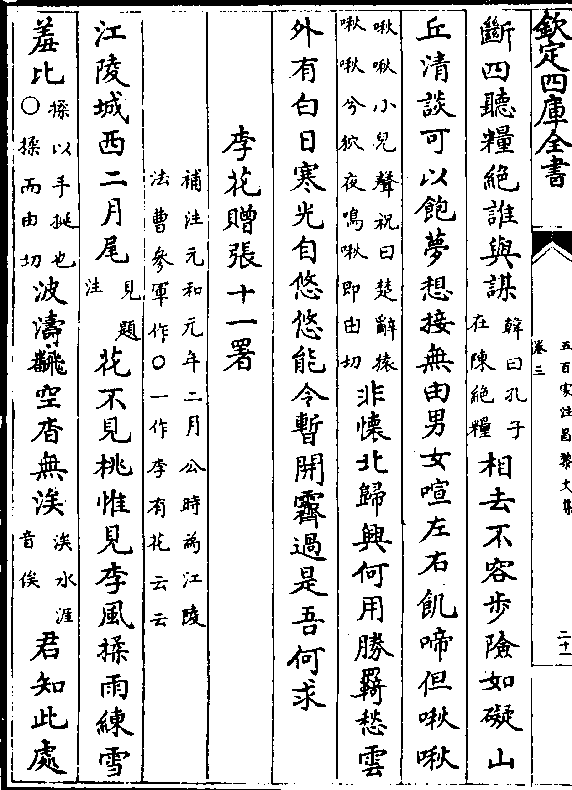 欽定四庫全書
五百家注昌黎文集
卷三
二十
斷四聽糧絶誰與謀韓曰孔子在陳絶糧相去不容步險如礙山
丘清談可以飽夢想接無由男女喧左右飢啼但啾啾
啾啾小兒聲祝曰楚辭猿啾啾兮狖夜鳴啾即由切非懷北歸興何用勝羈愁雲
外有白日寒光自悠悠能令暫開霽過是吾何求
李花贈張十一署
補注元和元年二月公時為江陵
法曹參軍作○一作李有花云云
江陵城西二月尾見題注花不見桃惟見李風揉雨練雪
羞比揉以手挻也○揉而由切波濤飜空杳無涘涘水涯音俟君知此處